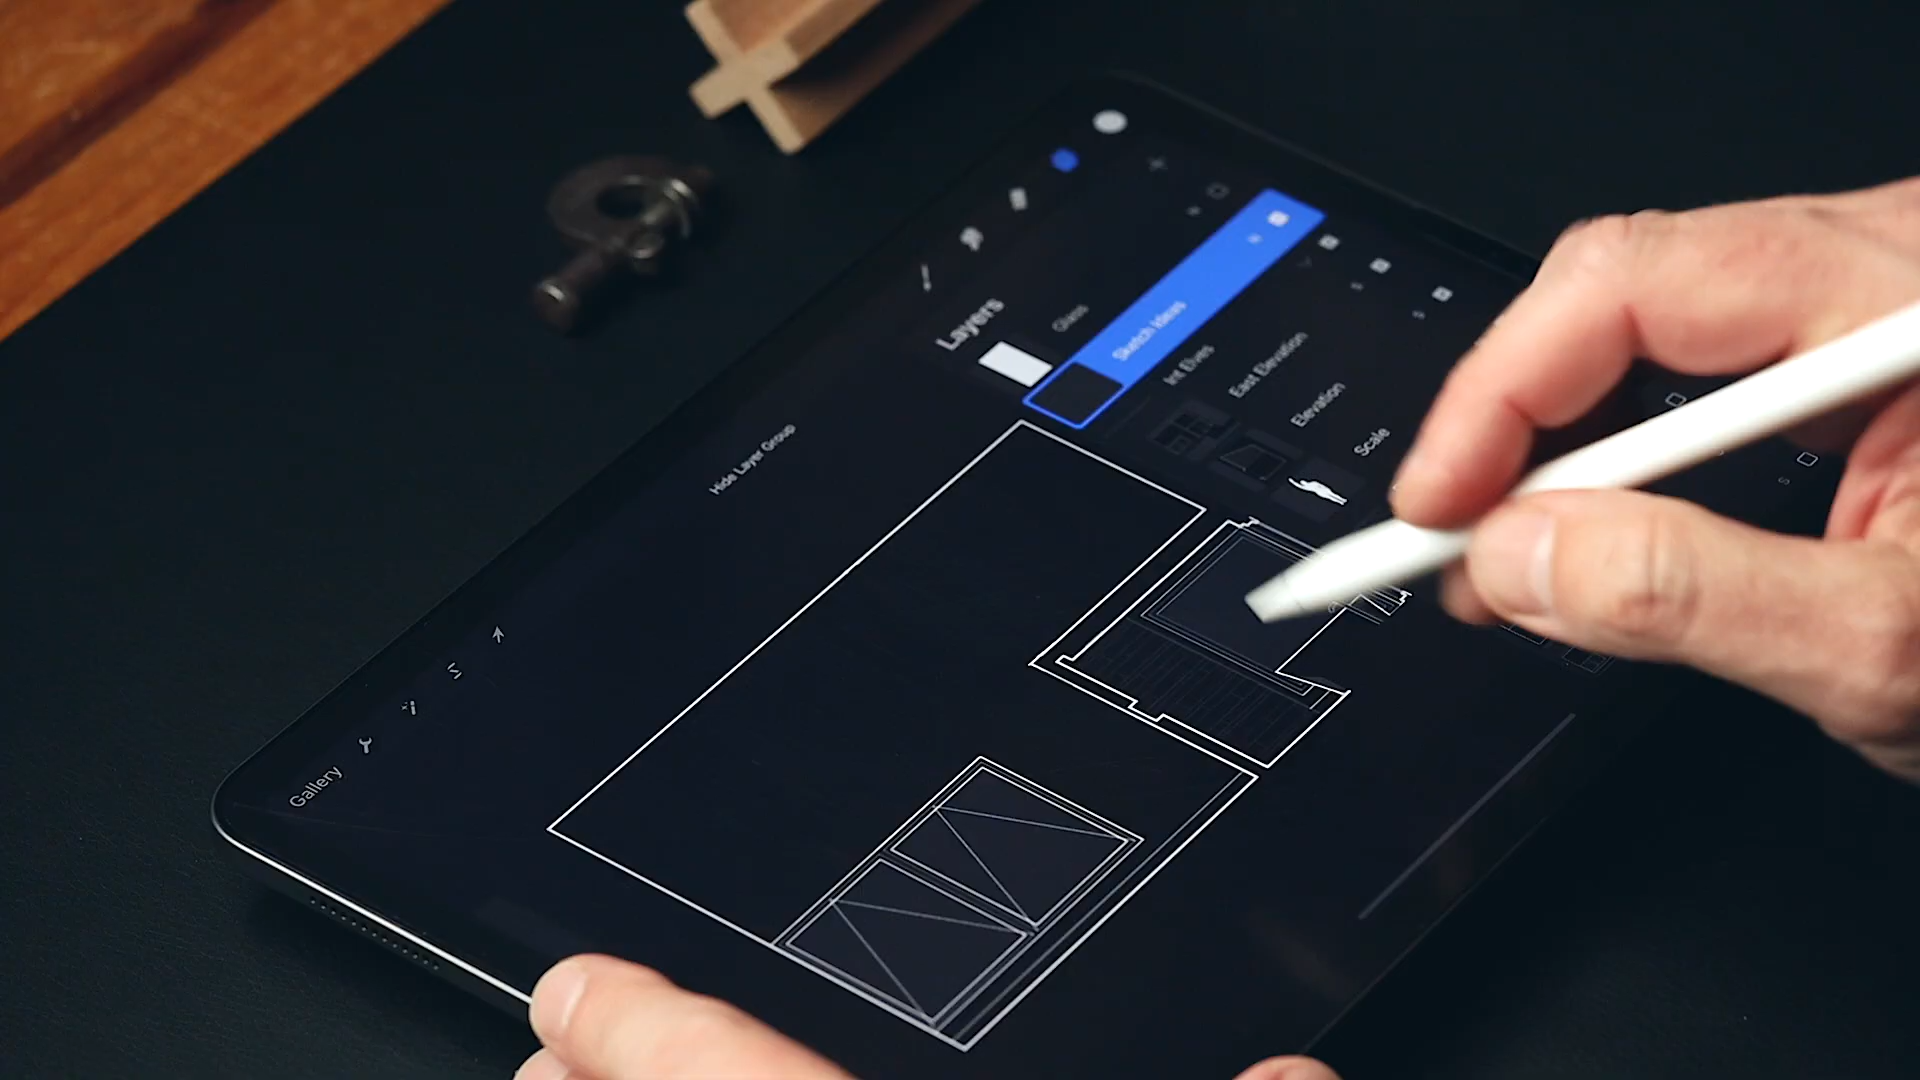 Gallery
Hide Layer Group
Layers
Glass
N
Sketch Ideas
N
Int Elves
East Elevation
S
Elevation
S
Scale
S